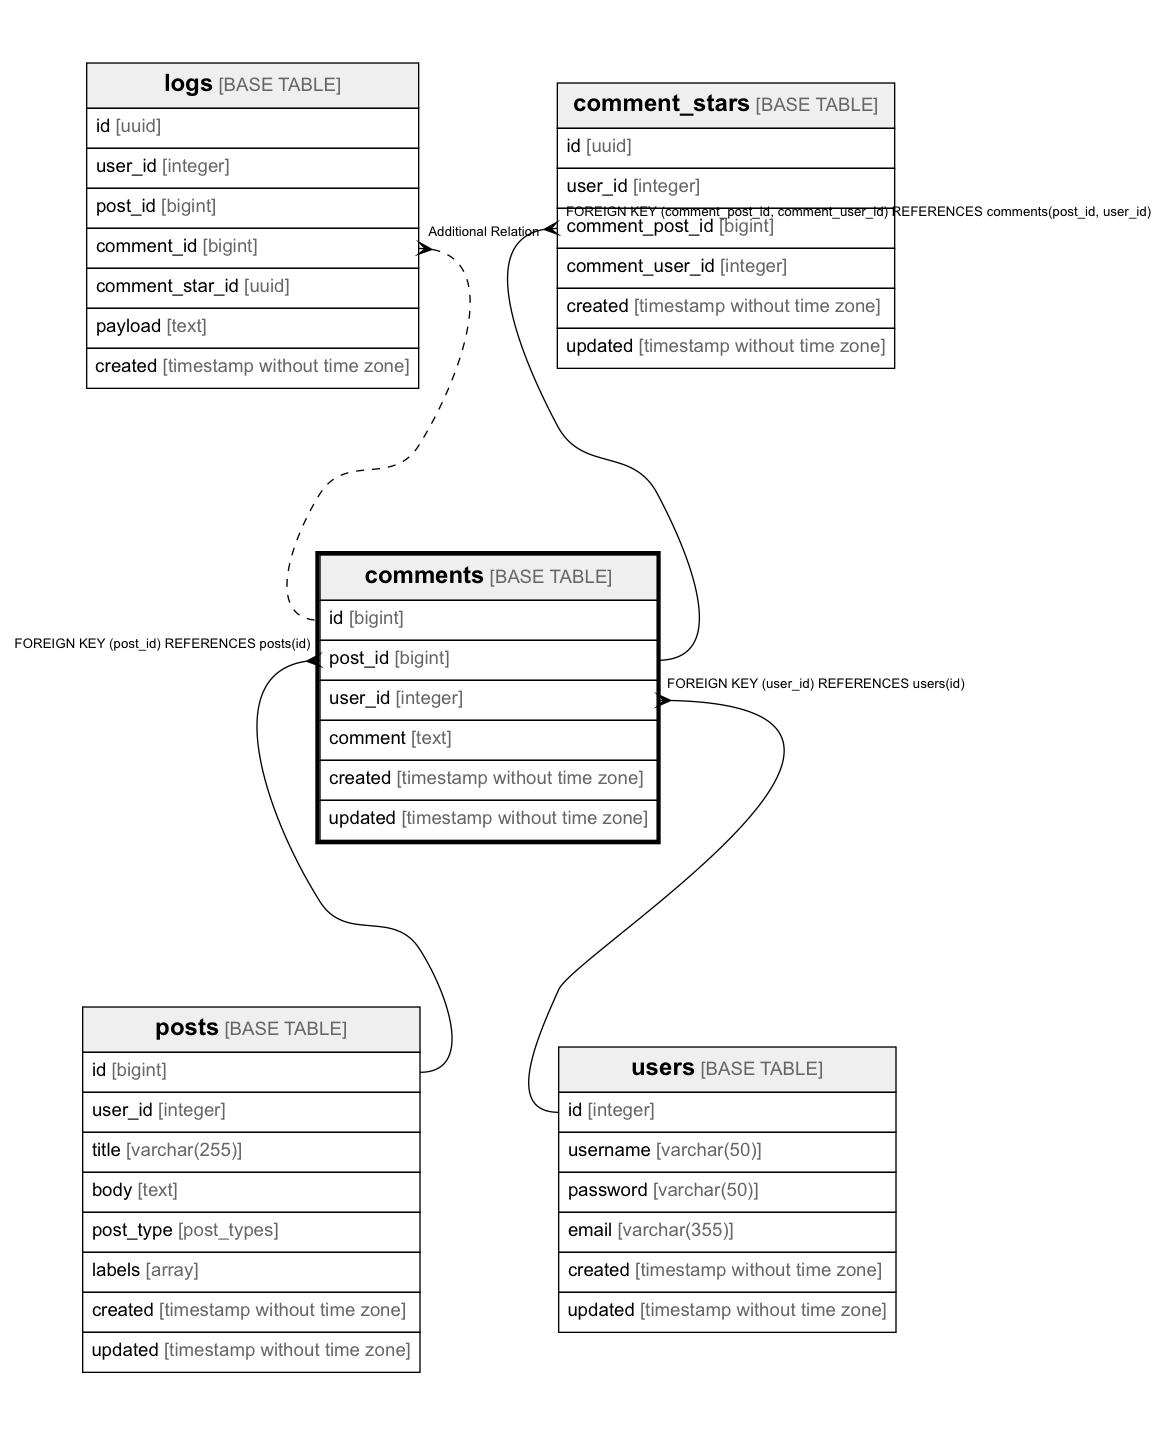 logs [BASE TABLE]
id [uuid]
user_id [integer]
post_id [bigint]
comment_id [bigint]
comment_star_id [uuid]
payload [text]
created [timestamp without time zone]
Additional Relation
comment_stars [BASE TABLE]
id [uuid]
user_id [integer]
FOREIGN KEY (comment_post_id, comment_user_id) REFERENCES comments(post_id, user_id)
comment_post_id [bigint]
comment_user_id [integer]
created [timestamp without time zone]
updated [timestamp without time zone]
comments [BASE TABLE]
id [bigint]
FOREIGN KEY (post_id) REFERENCES posts(id)
post_id [bigint]
FOREIGN KEY (user_id) REFERENCES users(id)
user_id [integer]
comment [text]
created [timestamp without time zone]
updated [timestamp without time zone]
posts [BASE TABLE]
id [bigint]
user_id [integer]
title [varchar(255)]
body [text]
post_type [post_types]
labels [array]
created [timestamp without time zone]
updated [timestamp without time zone]
users [BASE TABLE]
id [integer]
username [varchar(50)]
password [varchar(50)]
email [varchar(355)]
created [timestamp without time zone]
updated [timestamp without time zone]